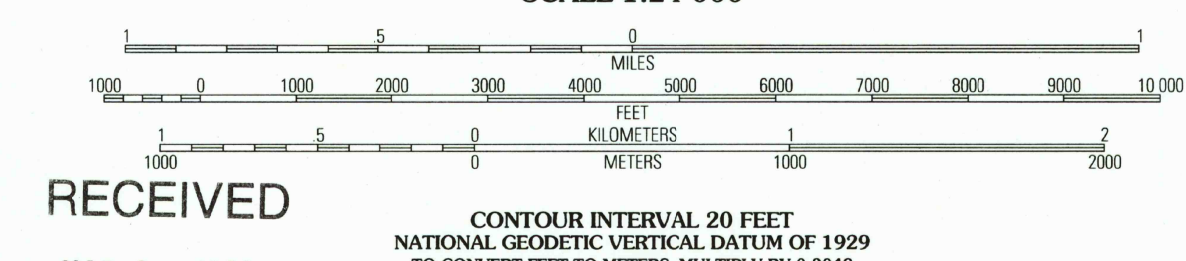 1 .5 0 1
MILES
1000 0 1000 2000 3000 4000 5000 6000 7000 8000 9000 10 000
FEET
1 .5 0 KILOMETERS 1 2
1000 0 METERS 1000 2000
RECEIVED
CONTOUR INTERVAL 20 FEET
NATIONAL GEODETIC VERTICAL DATUM OF 1929